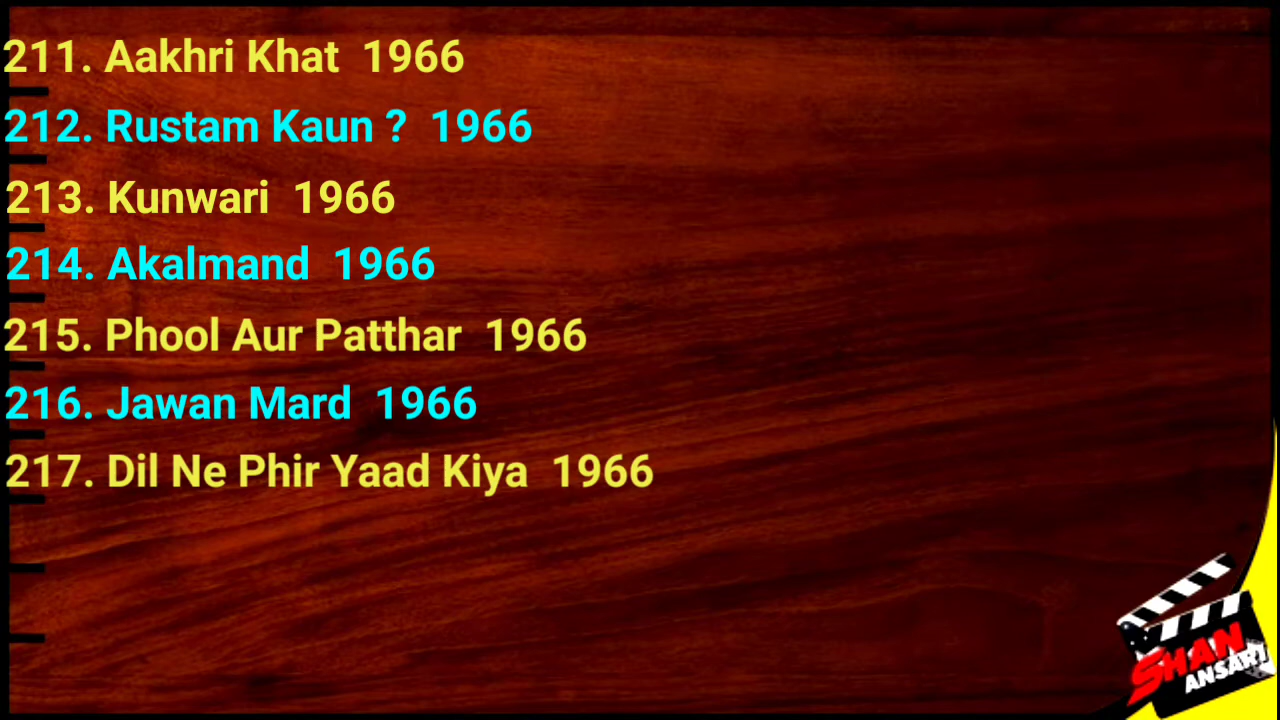 211. Aakhri Khat 1966
212. Rustam Kaun ? 1966
213. Kunwari 1966
214. Akalmand 1966
215. Phool Aur Patthar 1966
216. Jawan Mard 1966
217. Dil Ne Phir Yaad Kiya 1966
SHAN
ANSARI